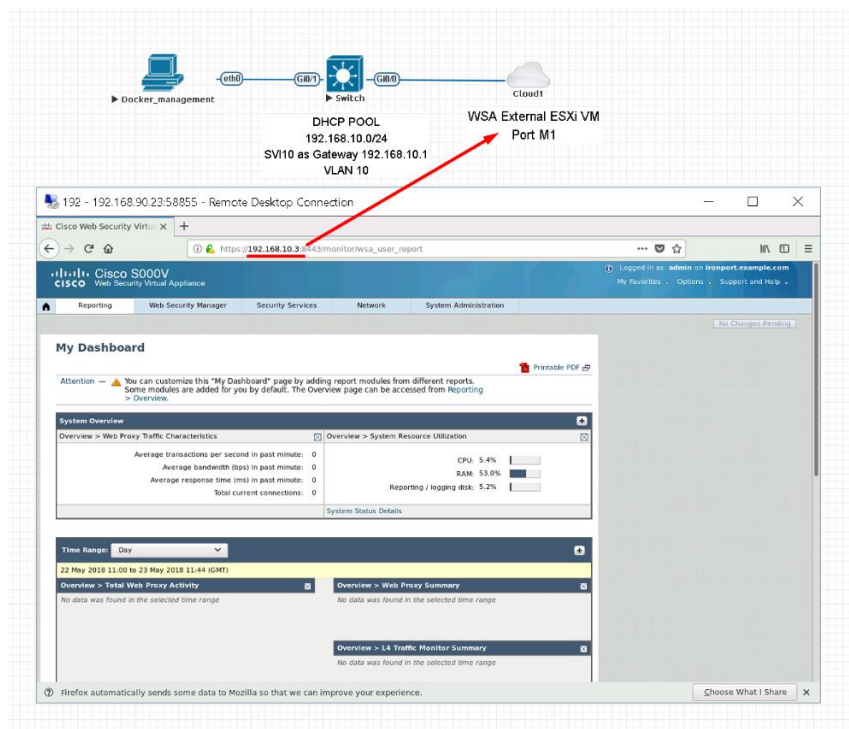 eth0
Gi0/1
Gi0/0
Docker_management
Switch
Cloud1
DHCP POOL
192.168.10.0/24
SVI10 as Gateway 192.168.10.1
VLAN 10
WSA External ESXi VM
Port M1
192 - 192.168.90.23:58855 - Remote Desktop Connection
Cisco Web Security Virtu
https://192.168.10.3:8443/monitor/wsa_user_report
CISCO
Cisco S000V
Web Security Virtual Appliance
Logged in as: admin on ironport.example.com
My Favorites Options Support and Help
Reporting Web Security Manager Security Services Network System Administration
No Changes Pending
My Dashboard
Printable PDF
Attention — You can customize this "My Dashboard" page by adding report modules from different reports.
Some modules are added for you by default. The Overview page can be accessed from Reporting
> Overview.
System Overview
Overview > Web Proxy Traffic Characteristics
Average transactions per second in past minute: 0
Average bandwidth (bps) in past minute: 0
Average response time (ms) in past minute: 0
Total current connections: 0
Overview > System Resource Utilization
CPU: 5.4%
RAM: 53.0%
Reporting / logging disk: 5.2%
System Status Details
Time Range: Day
22 May 2018 11:00 to 23 May 2018 11:44 (GMT)
Overview > Total Web Proxy Activity
No data was found in the selected time range
Overview > Web Proxy Summary
No data was found in the selected time range
Overview > L4 Traffic Monitor Summary
No data was found in the selected time range
Firefox automatically sends some data to Mozilla so that we can improve your experience.
Choose What I Share